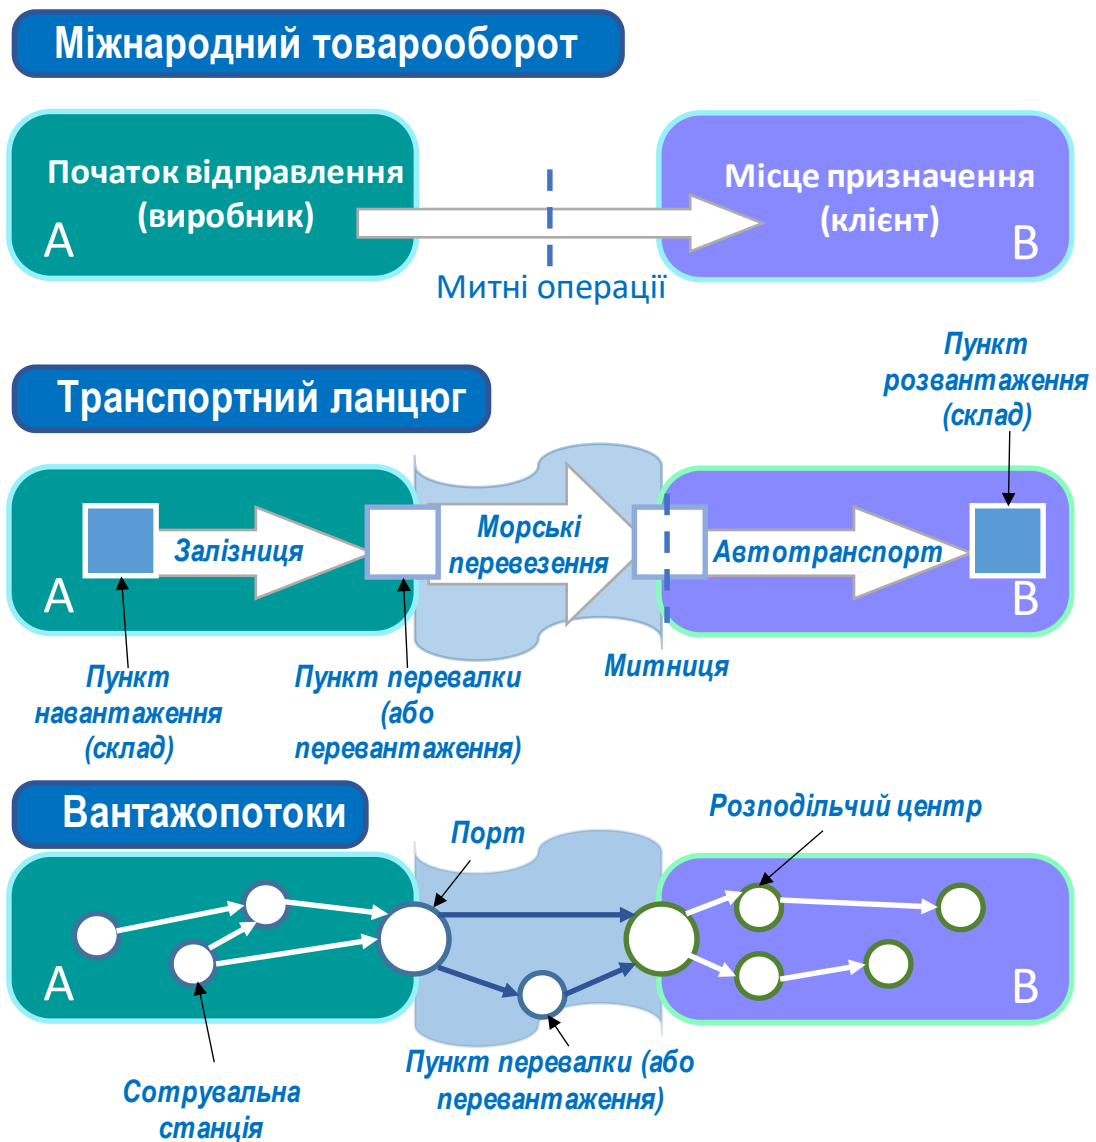 Міжнародний товарооборот
Початок відправлення
(виробник)
A
Місце призначення
(клієнт)
B
Митні операції
Транспортний ланцюг
Пункт
розвантаження
(склад)
A
Залізниця
Морські
перевезення
Автотранспорт
B
Пункт
навантаження
(склад)
Пункт перевалки
(або
перевантаження)
Митниця
Вантажопотоки
Порт
Розподільчий центр
A
B
Сотрувальна
станція
Пункт перевалки (або
перевантаження)